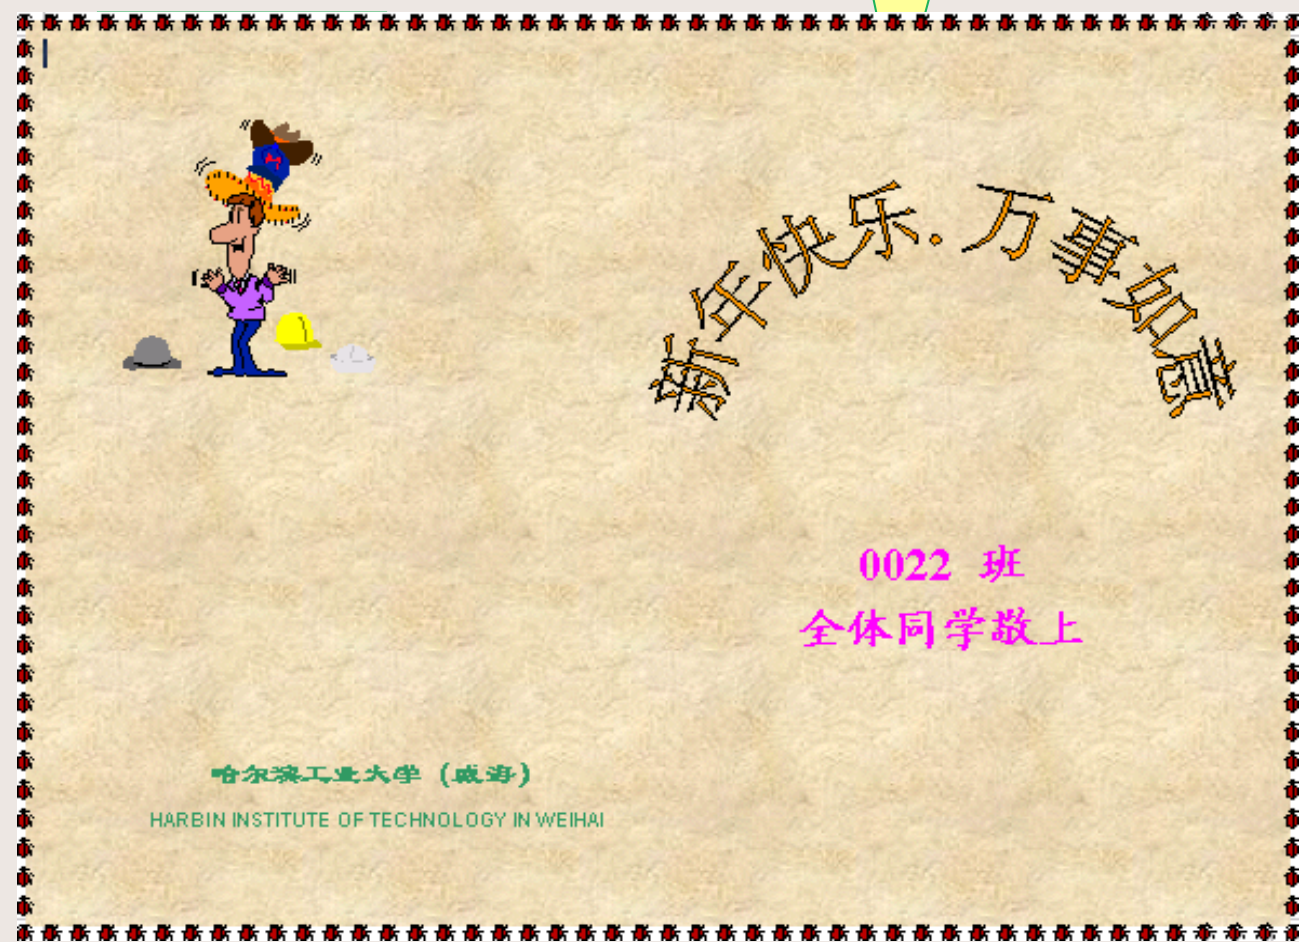 新年快乐.万事如意
0022 班
全体同学敬上
哈尔滨工业大学 (威海)
HARBIN INSTITUTE OF TECHNOLOGY IN WEIHAI